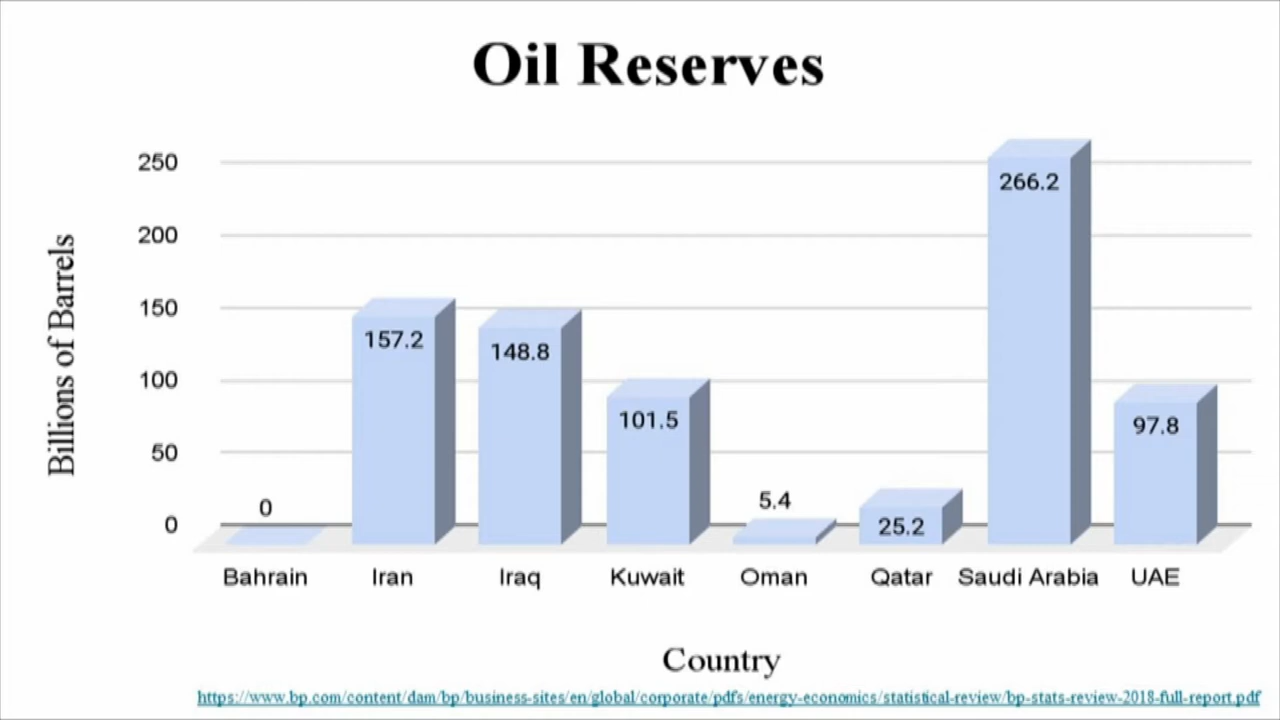 Oil Reserves
Billions of Barrels
250
200
150
100
50
0
0
157.2
148.8
101.5
5.4
25.2
266.2
97.8
Bahrain Iran Iraq Kuwait Oman Qatar Saudi Arabia UAE
Country
https://www.bp.com/content/dam/bp/business-sites/en/global/corporate/pdfs/energy-economics/statistical-review/bp-stats-review-2018-full-report.pdf